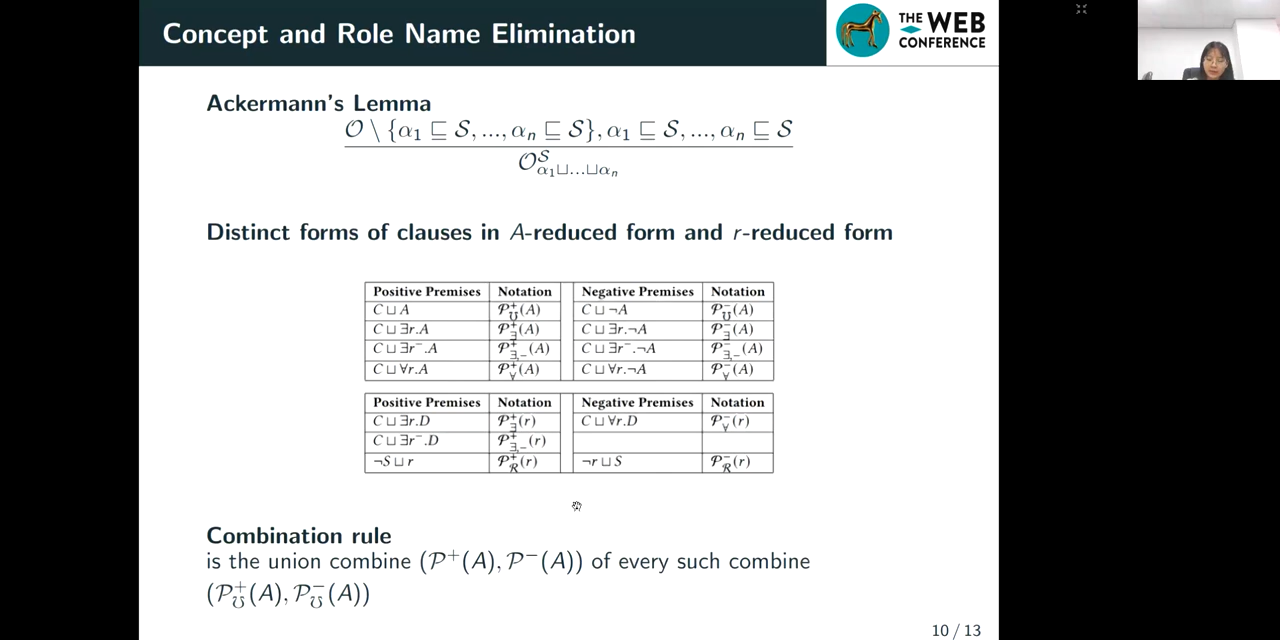 Concept and Role Name Elimination
THE WEB
CONFERENCE
Ackermann's Lemma
𝒪 \ {α₁ ⊑ 𝒮, ..., αₙ ⊑ 𝒮}, α₁ ⊑ 𝒮, ..., αₙ ⊑ 𝒮
𝒪^𝒮_{α₁⊔...⊔αₙ}
Distinct forms of clauses in A-reduced form and r-reduced form
Positive Premises Notation Negative Premises Notation
C ⊔ A 𝒫⁺_℧(A) C ⊔ ¬A 𝒫⁻_℧(A)
C ⊔ ∃r.A 𝒫⁺_∃(A) C ⊔ ∃r.¬A 𝒫⁻_∃(A)
C ⊔ ∃r⁻.A 𝒫⁺_{∃,−}(A) C ⊔ ∃r⁻.¬A 𝒫⁻_{∃,−}(A)
C ⊔ ∀r.A 𝒫⁺_∀(A) C ⊔ ∀r.¬A 𝒫⁻_∀(A)
Positive Premises Notation Negative Premises Notation
C ⊔ ∃r.D 𝒫⁺_∃(r) C ⊔ ∀r.D 𝒫⁻_∀(r)
C ⊔ ∃r⁻.D 𝒫⁺_{∃,−}(r)
¬S ⊔ r 𝒫⁺_ℛ(r) ¬r ⊔ S 𝒫⁻_ℛ(r)
Combination rule
is the union combine (𝒫⁺(A), 𝒫⁻(A)) of every such combine
(𝒫⁺_℧(A), 𝒫⁻_℧(A))
10 / 13